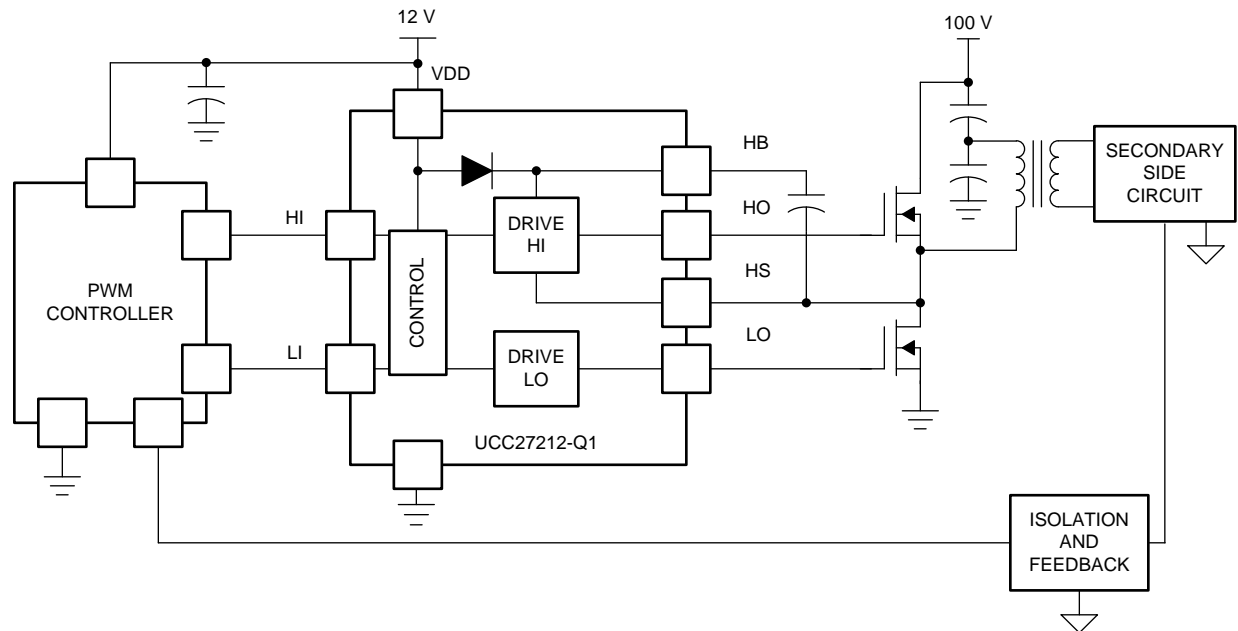 12 V
100 V
VDD
HB
SECONDARY
SIDE
CIRCUIT
HI
DRIVE
HI
HO
CONTROL
HS
PWM
CONTROLLER
LI
DRIVE
LO
LO
UCC27212-Q1
ISOLATION
AND
FEEDBACK